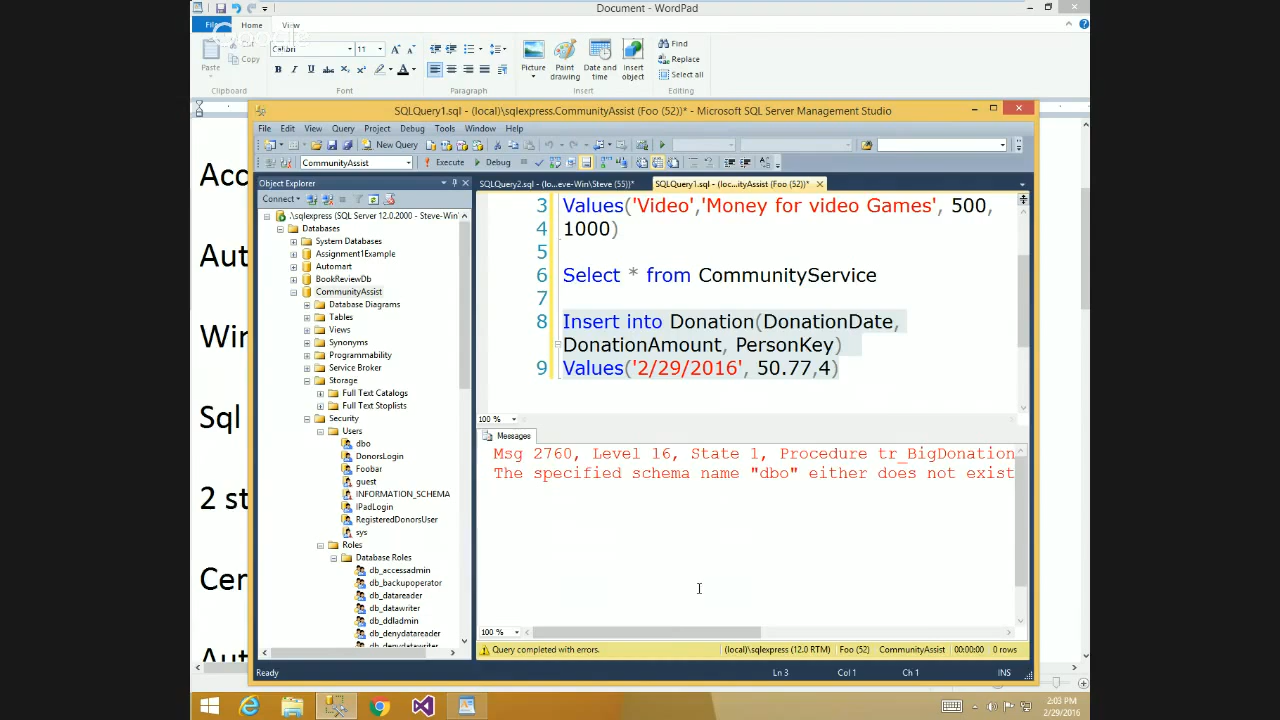 Document - WordPad
File Home View
Google
Paste
Cut
Copy
Clipboard
Calibri 11
Font
Paragraph
Picture
Paint drawing
Date and time
Insert object
Insert
Find
Replace
Select all
Editing
Acc
Aut
Win
Sql
2 st
Cer
Aut
SQLQuery1.sql - (local)\sqlexpress.CommunityAssist (Foo (52))* - Microsoft SQL Server Management Studio
File Edit View Query Project Debug Tools Window Help
New Query
CommunityAssist Execute Debug
Object Explorer
Connect
.\sqlexpress (SQL Server 12.0.2000 - Steve-Win
Databases
System Databases
Assignment1Example
Automart
BookReviewDb
CommunityAssist
Database Diagrams
Tables
Views
Synonyms
Programmability
Service Broker
Storage
Full Text Catalogs
Full Text Stoplists
Security
Users
dbo
DonorsLogin
Foobar
guest
INFORMATION_SCHEMA
IPadLogin
RegisteredDonorsUser
sys
Roles
Database Roles
db_accessadmin
db_backupoperator
db_datareader
db_datawriter
db_ddladmin
db_denydatareader
db_denydatawriter
SQLQuery2.sql - (lo...eve-Win\Steve (55))* SQLQuery1.sql - (loc...ityAssist (Foo (52))*
3 Values('Video','Money for video Games', 500,
4 1000)
5
6 Select * from CommunityService
7
8 Insert into Donation(DonationDate,
DonationAmount, PersonKey)
9 Values('2/29/2016', 50.77,4)
100 %
Messages
Msg 2760, Level 16, State 1, Procedure tr_BigDonation
The specified schema name "dbo" either does not exist
100 %
Query completed with errors. (local)\sqlexpress (12.0 RTM) Foo (52) CommunityAssist 00:00:00 0 rows
Ready Ln 3 Col 1 Ch 1 INS
2:03 PM
2/29/2016